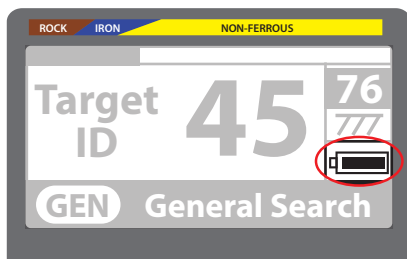 ROCK IRON NON-FERROUS
Target ID 45 76
GEN General Search